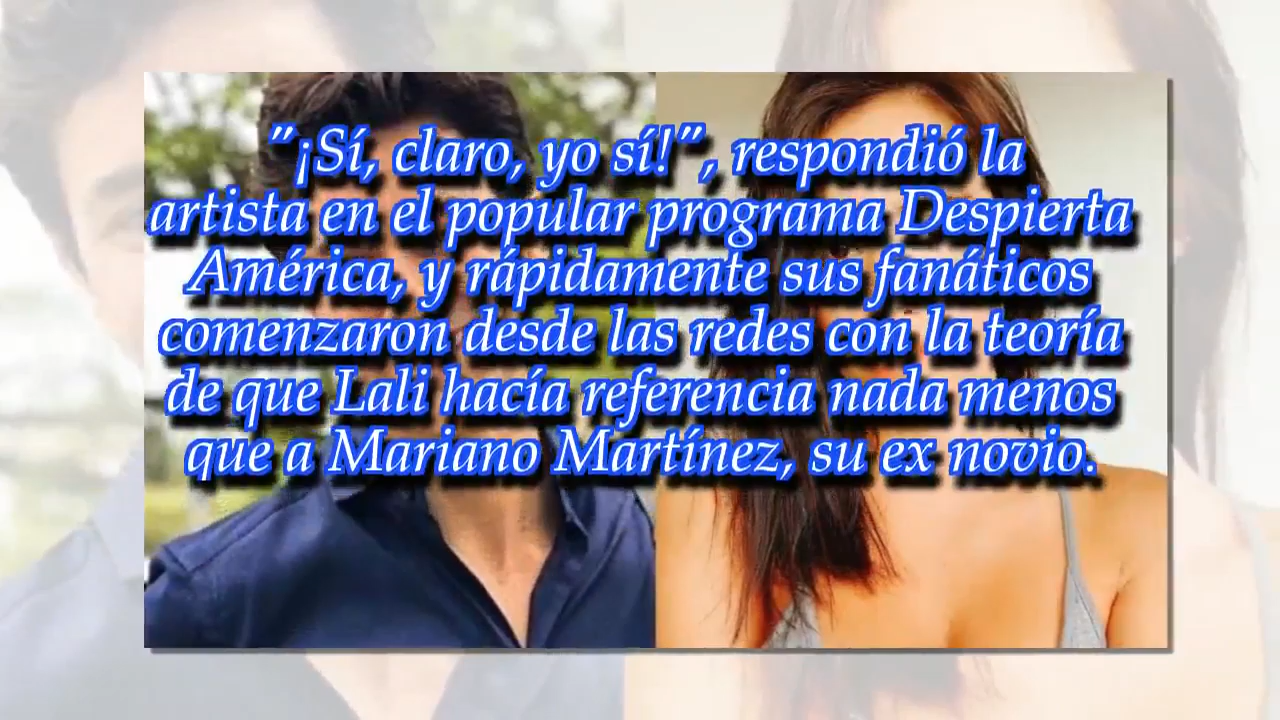 "¡Sí, claro, yo sí!", respondió la
artista en el popular programa Despierta
América, y rápidamente sus fanáticos
comenzaron desde las redes con la teoría
de que Lali hacía referencia nada menos
que a Mariano Martínez, su ex novio.